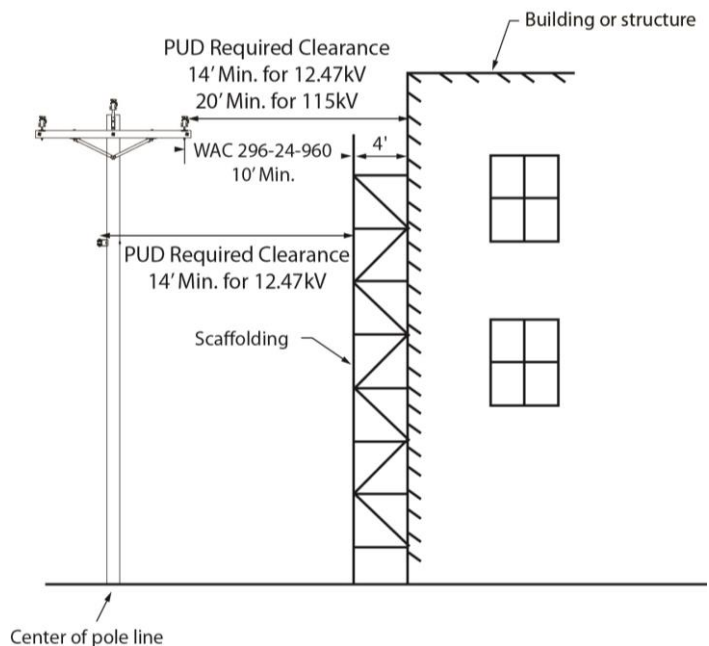 Building or structure
PUD Required Clearance
14' Min. for 12.47kV
20' Min. for 115kV
WAC 296-24-960
10' Min.
4'
PUD Required Clearance
14' Min. for 12.47kV
Scaffolding
Center of pole line